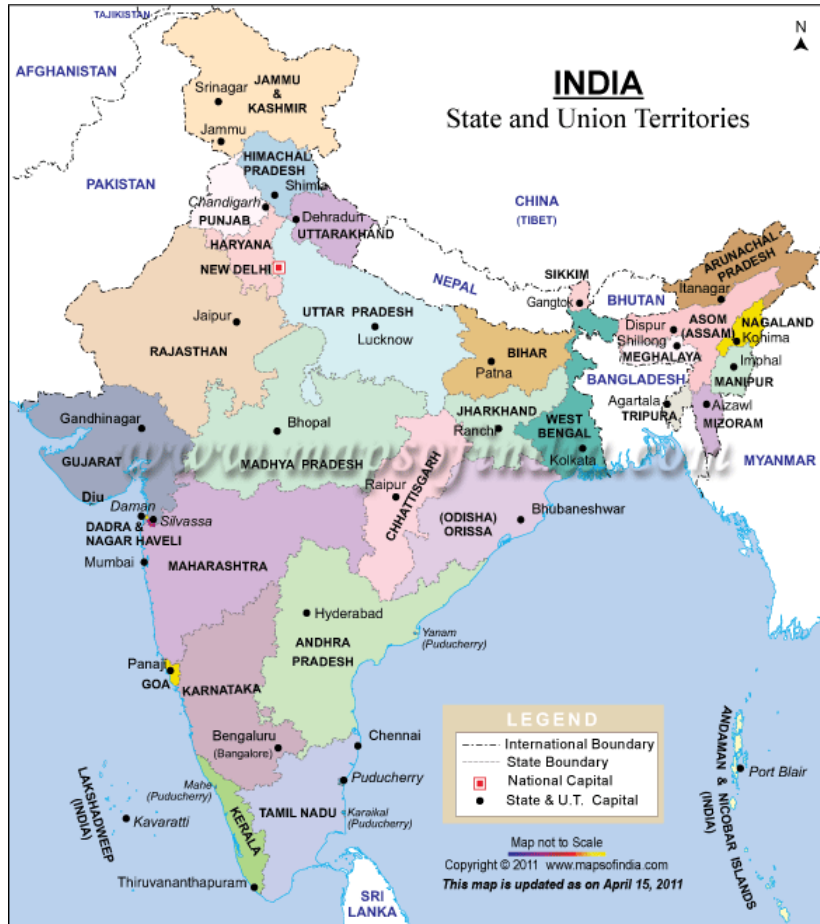 TAJIKISTAN
AFGHANISTAN
N
INDIA
State and Union Territories
JAMMU
&
KASHMIR
Srinagar
Jammu
HIMACHAL
PRADESH
Shimla
PAKISTAN
Chandigarh
PUNJAB
Dehradun
UTTARAKHAND
CHINA
(TIBET)
HARYANA
NEW DELHI
NEPAL
SIKKIM
Gangtok
BHUTAN
ARUNACHAL
PRADESH
Itanagar
Jaipur
RAJASTHAN
UTTAR PRADESH
Lucknow
BIHAR
Patna
Dispur
Shillong
MEGHALAYA
ASOM
(ASSAM)
NAGALAND
Kohima
Imphal
MANIPUR
BANGLADESH
Agartala
TRIPURA
Aizawl
MIZORAM
MYANMAR
Gandhinagar
GUJARAT
Diu
Bhopal
MADHYA PRADESH
JHARKHAND
Ranchi
WEST
BENGAL
Kolkata
www.mapsofindia.com
Daman
Silvassa
DADRA &
NAGAR HAVELI
Mumbai
MAHARASHTRA
Raipur
CHHATTISGARH
(ODISHA)
ORISSA
Bhubaneshwar
Hyderabad
ANDHRA
PRADESH
Yanam
(Puducherry)
Panaji
GOA
KARNATAKA
Bengaluru
(Bangalore)
Chennai
Mahe
(Puducherry)
Puducherry
TAMIL NADU
Karaikal
(Puducherry)
KERALA
LAKSHADWEEP
(INDIA)
Kavaratti
Thiruvananthapuram
SRI
LANKA
ANDAMAN & NICOBAR ISLANDS
(INDIA)
Port Blair
LEGEND
International Boundary
State Boundary
National Capital
State & U.T. Capital
Map not to Scale
Copyright © 2011 www.mapsofindia.com
This map is updated as on April 15, 2011